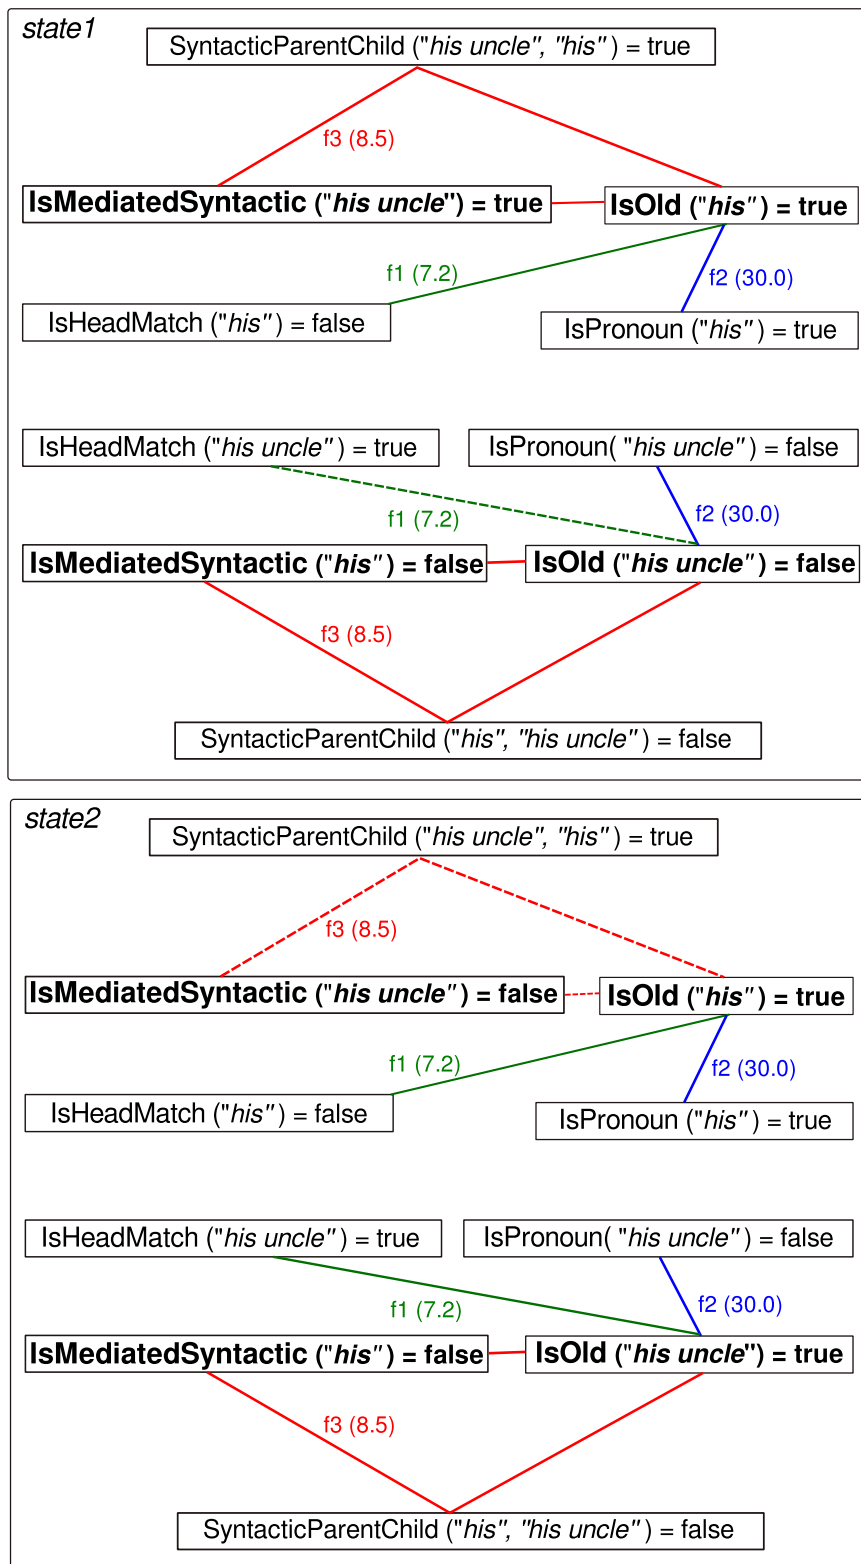 state1
SyntacticParentChild ("his uncle", "his") = true
f3 (8.5)
IsMediatedSyntactic ("his uncle") = true
IsOld ("his") = true
f1 (7.2)
f2 (30.0)
IsHeadMatch ("his") = false
IsPronoun ("his") = true
IsHeadMatch ("his uncle") = true
IsPronoun( "his uncle") = false
f1 (7.2)
f2 (30.0)
IsMediatedSyntactic ("his") = false
IsOld ("his uncle") = false
f3 (8.5)
SyntacticParentChild ("his", "his uncle") = false
state2
SyntacticParentChild ("his uncle", "his") = true
f3 (8.5)
IsMediatedSyntactic ("his uncle") = false
IsOld ("his") = true
f1 (7.2)
f2 (30.0)
IsHeadMatch ("his") = false
IsPronoun ("his") = true
IsHeadMatch ("his uncle") = true
IsPronoun( "his uncle") = false
f1 (7.2)
f2 (30.0)
IsMediatedSyntactic ("his") = false
IsOld ("his uncle") = true
f3 (8.5)
SyntacticParentChild ("his", "his uncle") = false